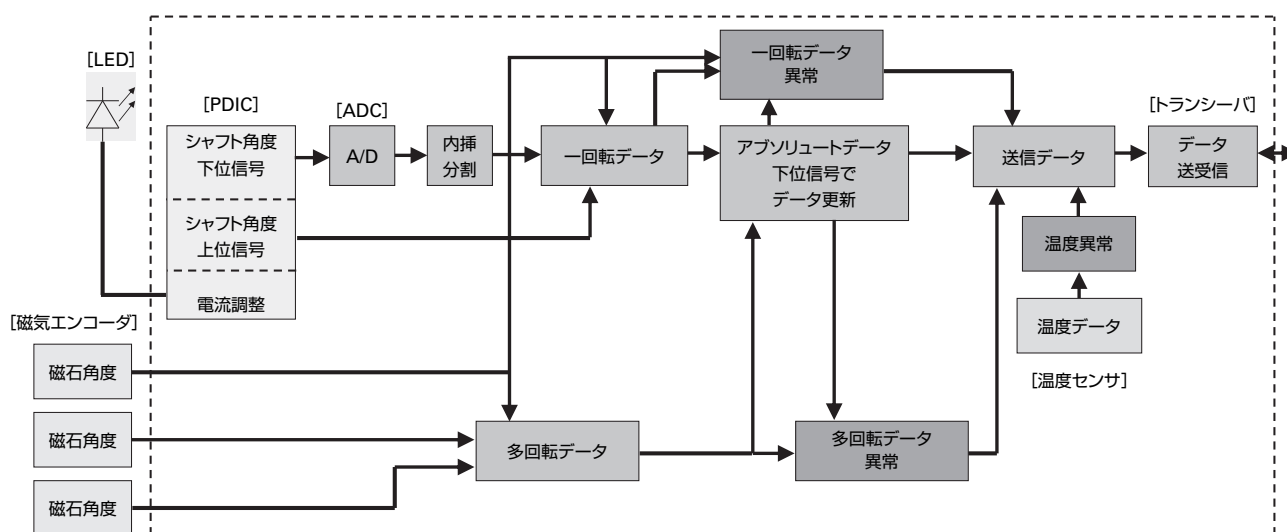 [LED]
[PDIC]
シャフト角度
下位信号
シャフト角度
上位信号
電流調整
[ADC]
A/D
内挿
分割
一回転データ
一回転データ
異常
アブソリュートデータ
下位信号で
データ更新
送信データ
[トランシーバ]
データ
送受信
温度異常
温度データ
[温度センサ]
[磁気エンコーダ]
磁石角度
磁石角度
磁石角度
多回転データ
多回転データ
異常